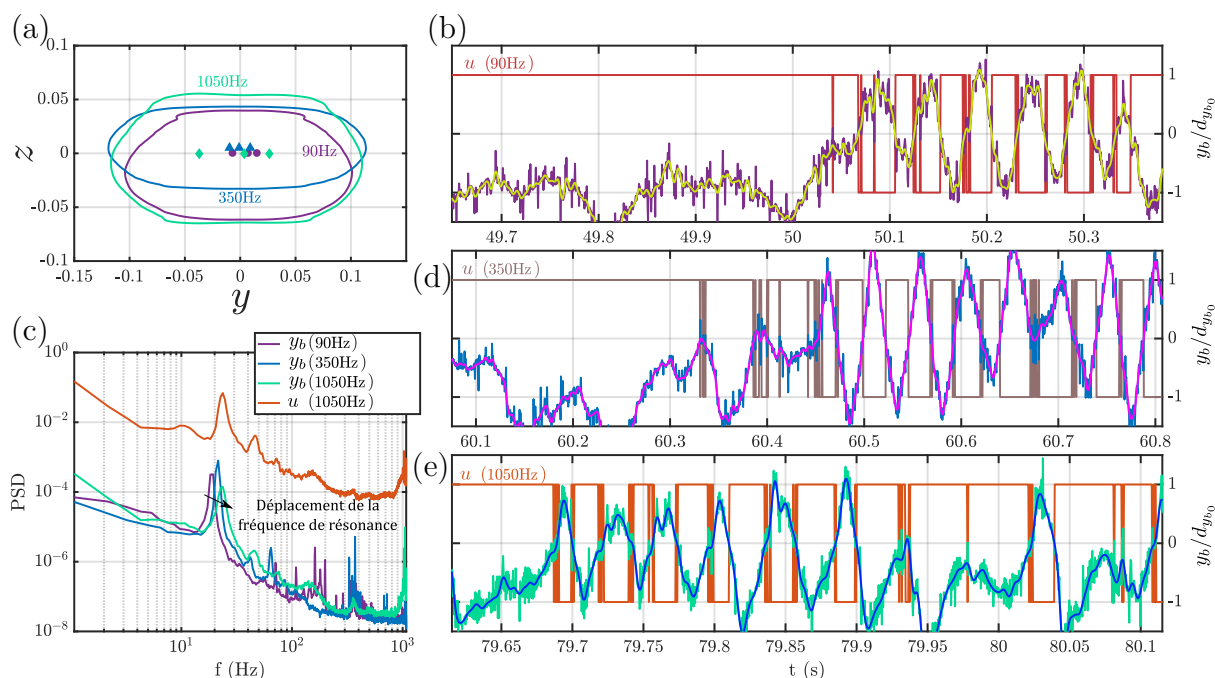 (a)
0.1
0.05
0
-0.05
-0.1
z
1050Hz
90Hz
350Hz
-0.15
-0.1
-0.05
0
0.05
0.1
y
(b)
u (90Hz)
1
0
-1
y_b/d_{y_{b_0}}
49.7
49.8
49.9
50
50.1
50.2
50.3
(c)
10^0
10^{-2}
10^{-4}
10^{-6}
10^{-8}
PSD
y_b(90Hz)
y_b(350Hz)
y_b(1050Hz)
u (1050Hz)
Déplacement de la
fréquence de résonance
10^1
10^2
10^3
f (Hz)
(d)
u (350Hz)
1
0
-1
y_b/d_{y_{b_0}}
60.1
60.2
60.3
60.4
60.5
60.6
60.7
60.8
(e)
u (1050Hz)
1
0
-1
y_b/d_{y_{b_0}}
79.65
79.7
79.75
79.8
79.85
79.9
79.95
80
80.05
80.1
t (s)